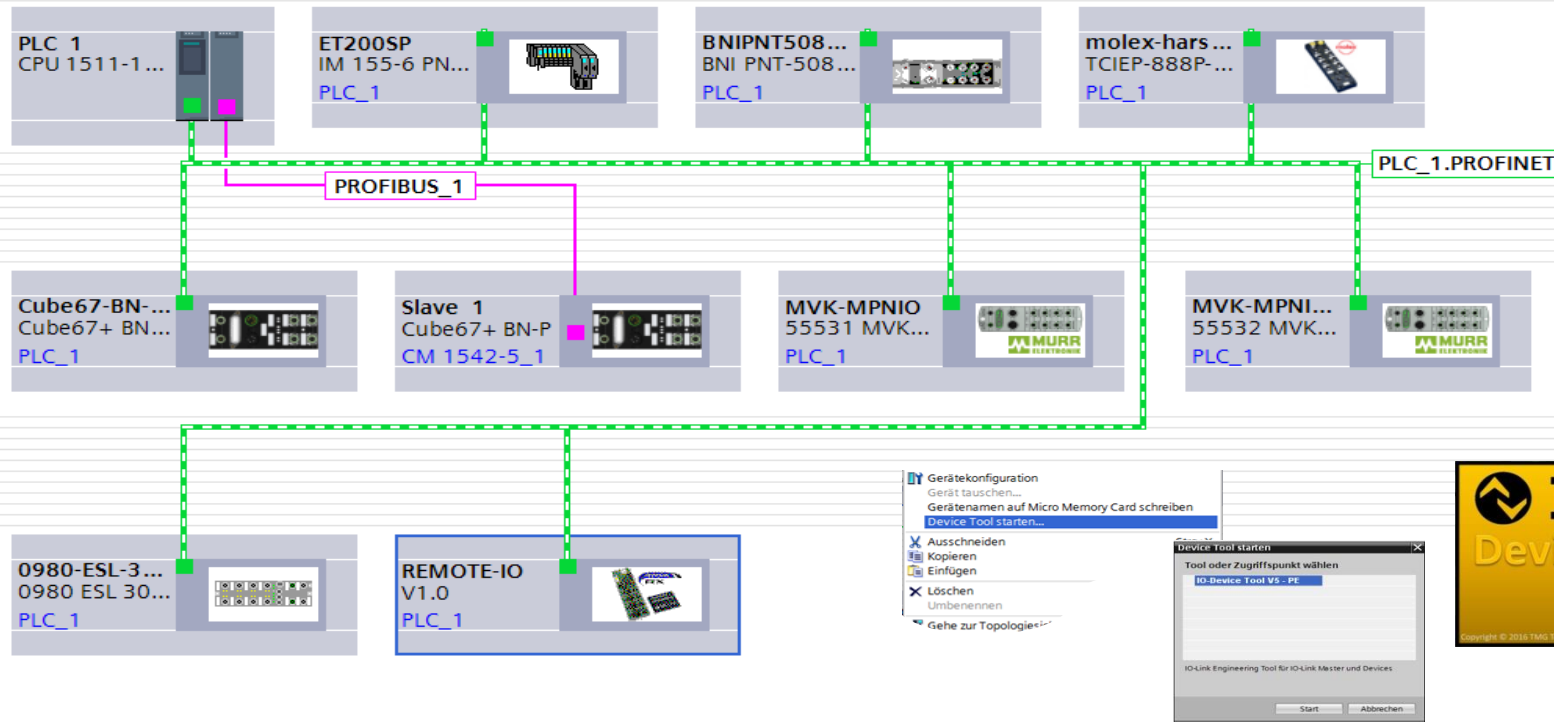 PLC 1
CPU 1511-1...
ET200SP
IM 155-6 PN...
PLC_1
BNIPNT508...
BNI PNT-508...
PLC_1
molex-hars...
TCIEP-888P-...
PLC_1
PLC_1.PROFINET
PROFIBUS_1
Cube67-BN-...
Cube67+ BN...
PLC_1
Slave 1
Cube67+ BN-P
CM 1542-5_1
MVK-MPNIO
55531 MVK...
PLC_1
MURR
ELEKTRONIK
MVK-MPNI...
55532 MVK...
PLC_1
MURR
ELEKTRONIK
0980-ESL-3...
0980 ESL 30...
PLC_1
REMOTE-IO
V1.0
PLC_1
Gerätekonfiguration
Gerät tauschen...
Gerätenamen auf Micro Memory Card schreiben
Device Tool starten...
Ausschneiden
Kopieren
Einfügen
Löschen
Umbenennen
Gehe zur Topologiesi
Device Tool starten
Tool oder Zugriffspunkt wählen
IO-Device Tool V5 - PE
IO-Link Engineering Tool für IO-Link Master und Devices
Start Abbrechen
Devi
Copyright © 2016 TMG T